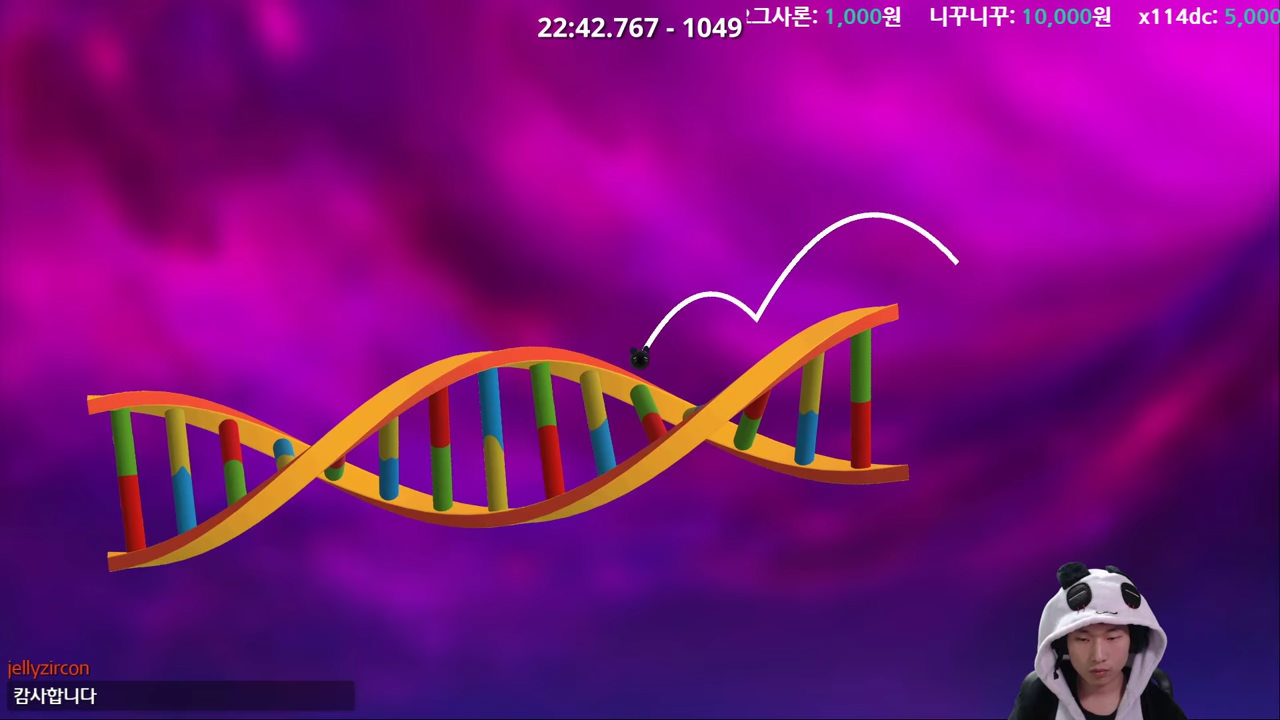 22:42.767 - 1049
그사론: 1,000원 니꾸니꾸: 10,000원 x114dc: 5,000
jellyzircon
캄사합니다